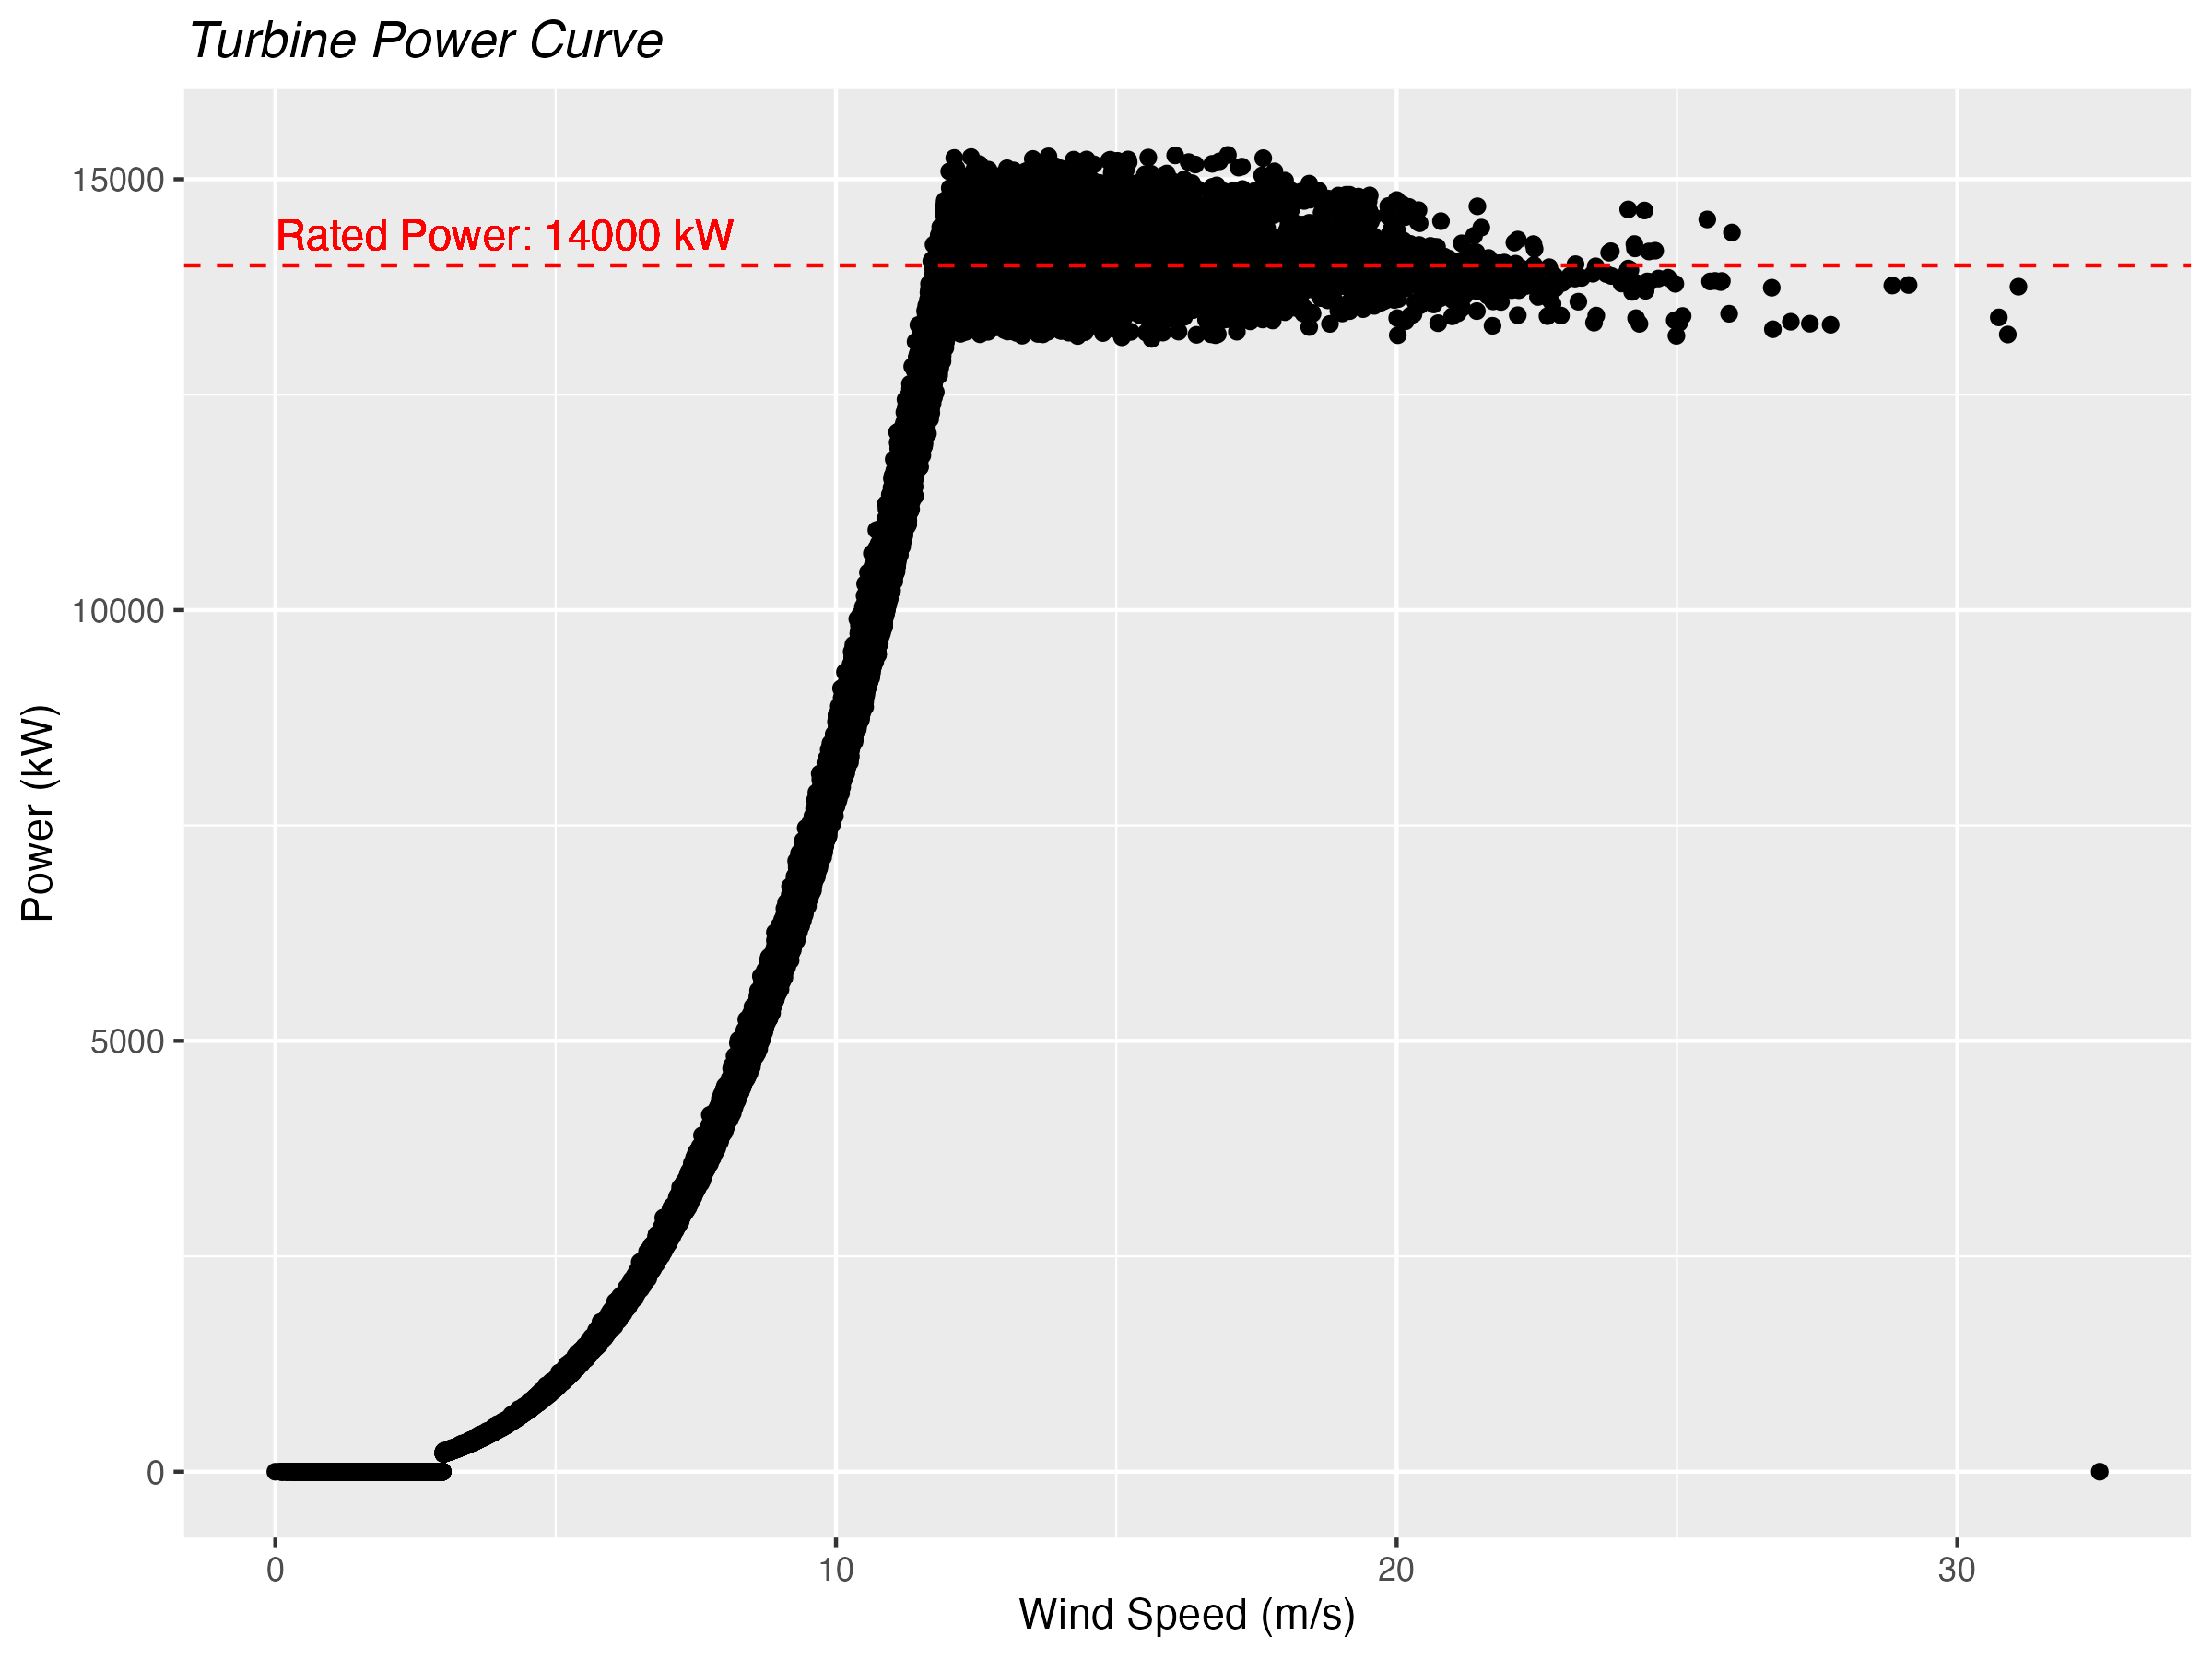 Turbine Power Curve
15000
Rated Power: 14000 kW
10000
5000
0
Power (kW)
0 10 20 30
Wind Speed (m/s)